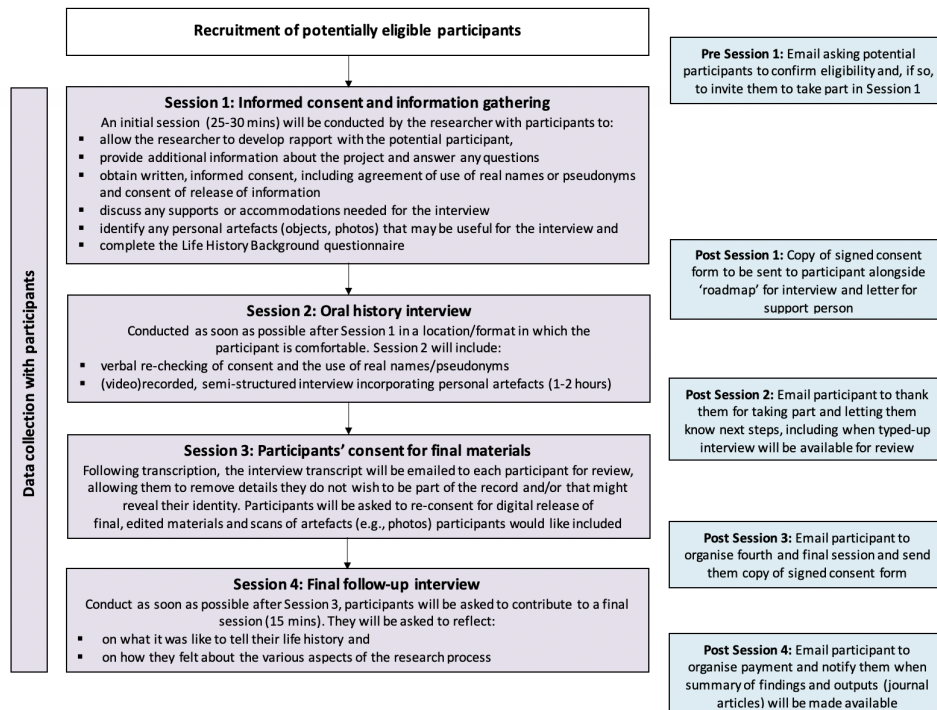 Recruitment of potentially eligible participants
Data collection with participants
Session 1: Informed consent and information gathering
An initial session (25-30 mins) will be conducted by the researcher with participants to:
▪ allow the researcher to develop rapport with the potential participant,
▪ provide additional information about the project and answer any questions
▪ obtain written, informed consent, including agreement of use of real names or pseudonyms
and consent of release of information
▪ discuss any supports or accommodations needed for the interview
▪ identify any personal artefacts (objects, photos) that may be useful for the interview and
▪ complete the Life History Background questionnaire
Session 2: Oral history interview
Conducted as soon as possible after Session 1 in a location/format in which the
participant is comfortable. Session 2 will include:
▪ verbal re-checking of consent and the use of real names/pseudonyms
▪ (video)recorded, semi-structured interview incorporating personal artefacts (1-2 hours)
Session 3: Participants’ consent for final materials
Following transcription, the interview transcript will be emailed to each participant for review,
allowing them to remove details they do not wish to be part of the record and/or that might
reveal their identity. Participants will be asked to re-consent for digital release of
final, edited materials and scans of artefacts (e.g., photos) participants would like included
Session 4: Final follow-up interview
Conduct as soon as possible after Session 3, participants will be asked to contribute to a final
session (15 mins). They will be asked to reflect:
▪ on what it was like to tell their life history and
▪ on how they felt about the various aspects of the research process
Pre Session 1: Email asking potential
participants to confirm eligibility and, if so,
to invite them to take part in Session 1
Post Session 1: Copy of signed consent
form to be sent to participant alongside
‘roadmap’ for interview and letter for
support person
Post Session 2: Email participant to thank
them for taking part and letting them
know next steps, including when typed-up
interview will be available for review
Post Session 3: Email participant to
organise fourth and final session and send
them copy of signed consent form
Post Session 4: Email participant to
organise payment and notify them when
summary of findings and outputs (journal
articles) will be made available